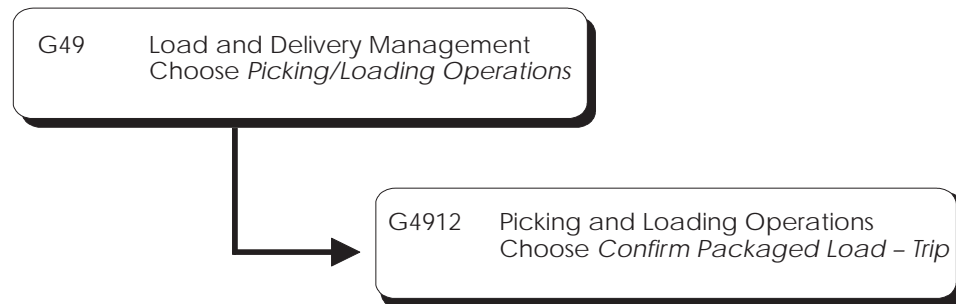 G49 Load and Delivery Management
Choose Picking/Loading Operations
G4912 Picking and Loading Operations
Choose Confirm Packaged Load – Trip